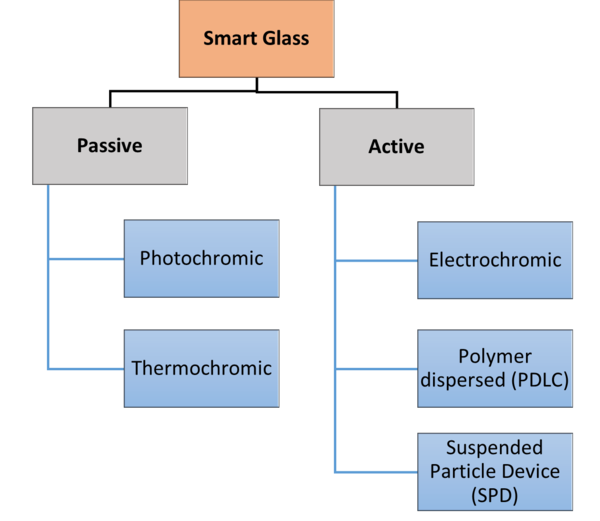 Smart Glass
Passive
Active
Photochromic
Electrochromic
Thermochromic
Polymer
dispersed (PDLC)
Suspended
Particle Device
(SPD)